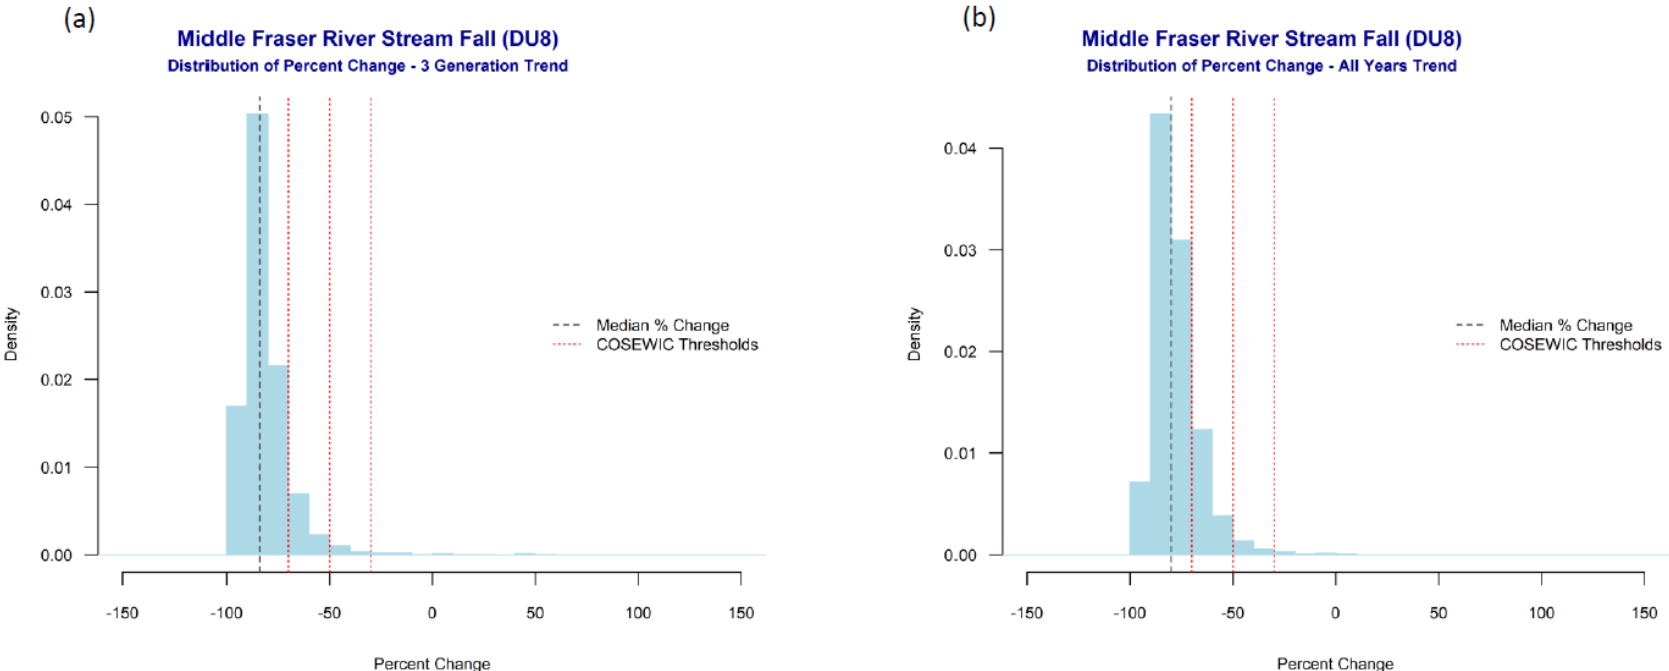 (a)
Middle Fraser River Stream Fall (DU8)
Distribution of Percent Change - 3 Generation Trend
0.05
0.04
0.03
0.02
0.01
0.00
Density
Median % Change
COSEWIC Thresholds
-150
-100
-50
0
50
100
150
Percent Change
(b)
Middle Fraser River Stream Fall (DU8)
Distribution of Percent Change - All Years Trend
0.04
0.03
0.02
0.01
0.00
Density
Median % Change
COSEWIC Thresholds
-150
-100
-50
0
50
100
150
Percent Change